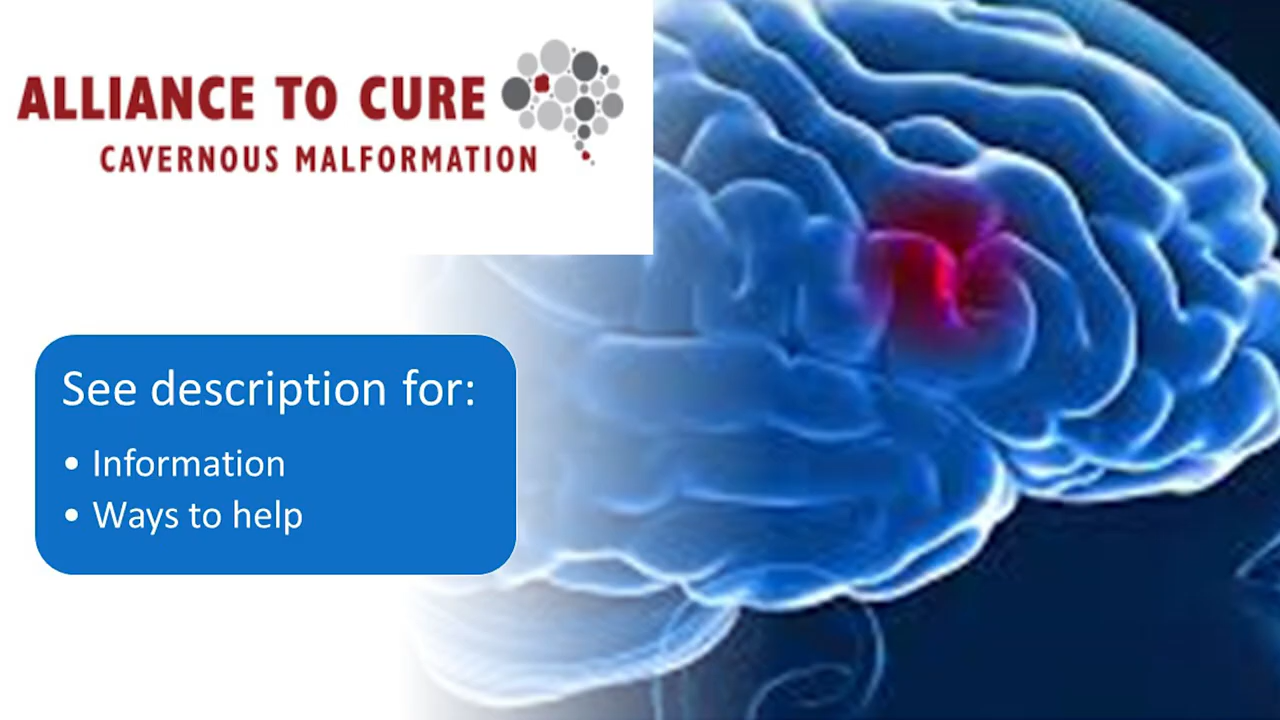 ALLIANCE TO CURE
CAVERNOUS MALFORMATION
See description for:
• Information
• Ways to help